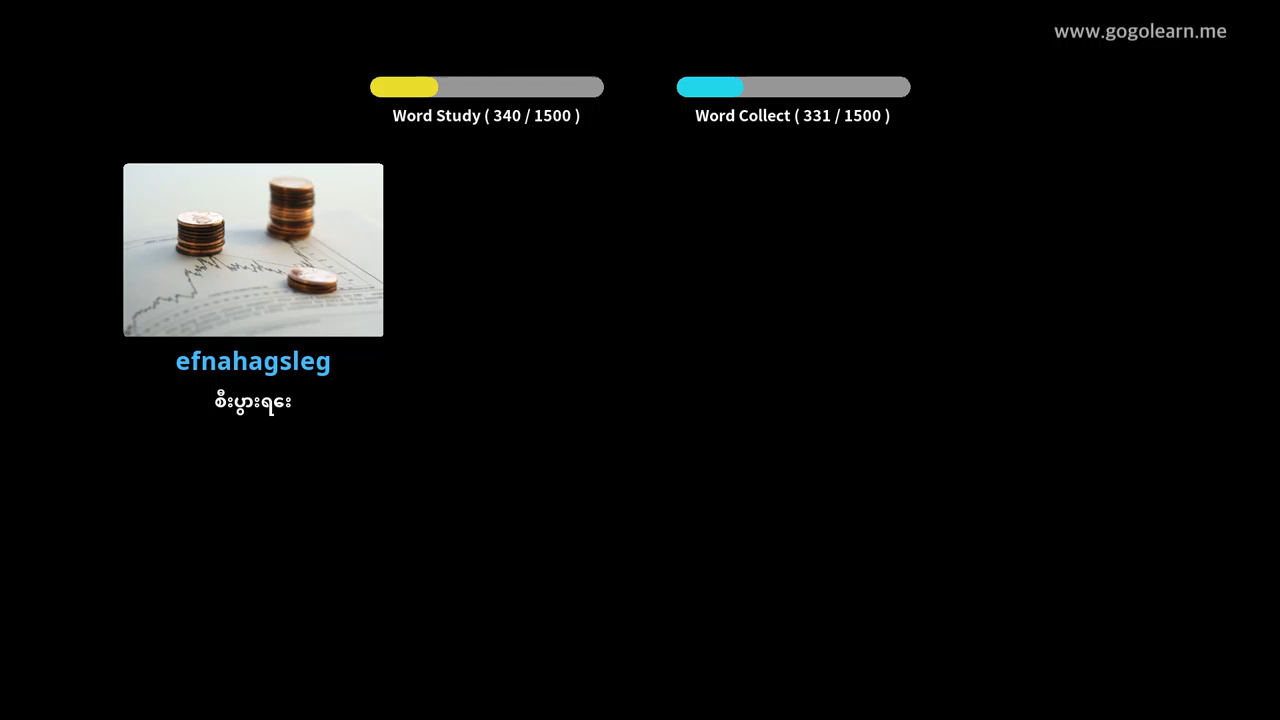 www.gogolearn.me
Word Study ( 340 / 1500 )
Word Collect ( 331 / 1500 )
efnahagsleg
စီးပွားရေး